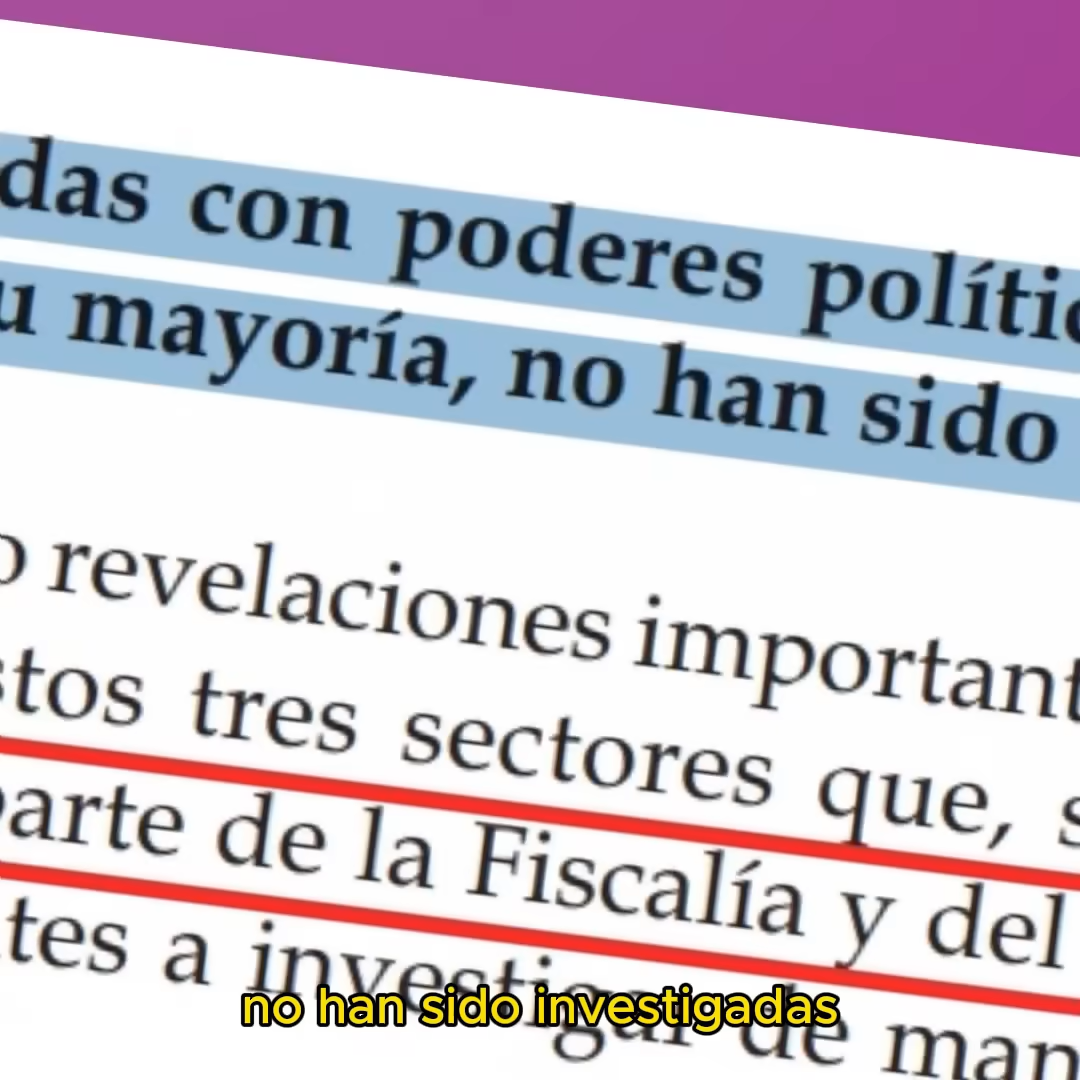 das con poderes políti
u mayoría, no han sido
o revelaciones important
stos tres sectores que, s
parte de la Fiscalía y del
tes a investigar de man
no han sido investigadas